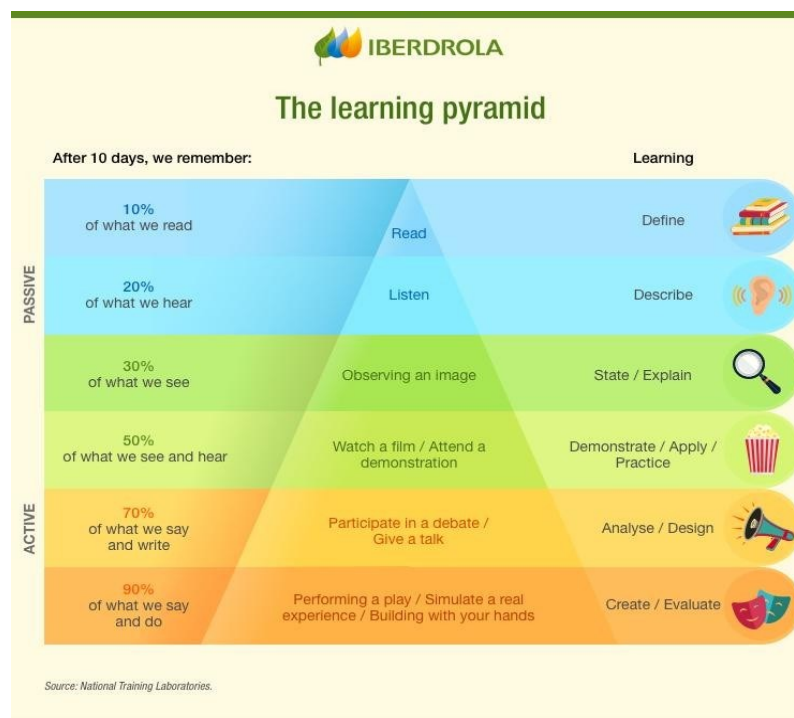 IBERDROLA
The learning pyramid
After 10 days, we remember:
Learning
PASSIVE
10%
of what we read
Read
Define
20%
of what we hear
Listen
Describe
30%
of what we see
Observing an image
State / Explain
50%
of what we see and hear
Watch a film / Attend a
demonstration
Demonstrate / Apply /
Practice
ACTIVE
70%
of what we say
and write
Participate in a debate /
Give a talk
Analyse / Design
90%
of what we say
and do
Performing a play / Simulate a real
experience / Building with your hands
Create / Evaluate
Source: National Training Laboratories.